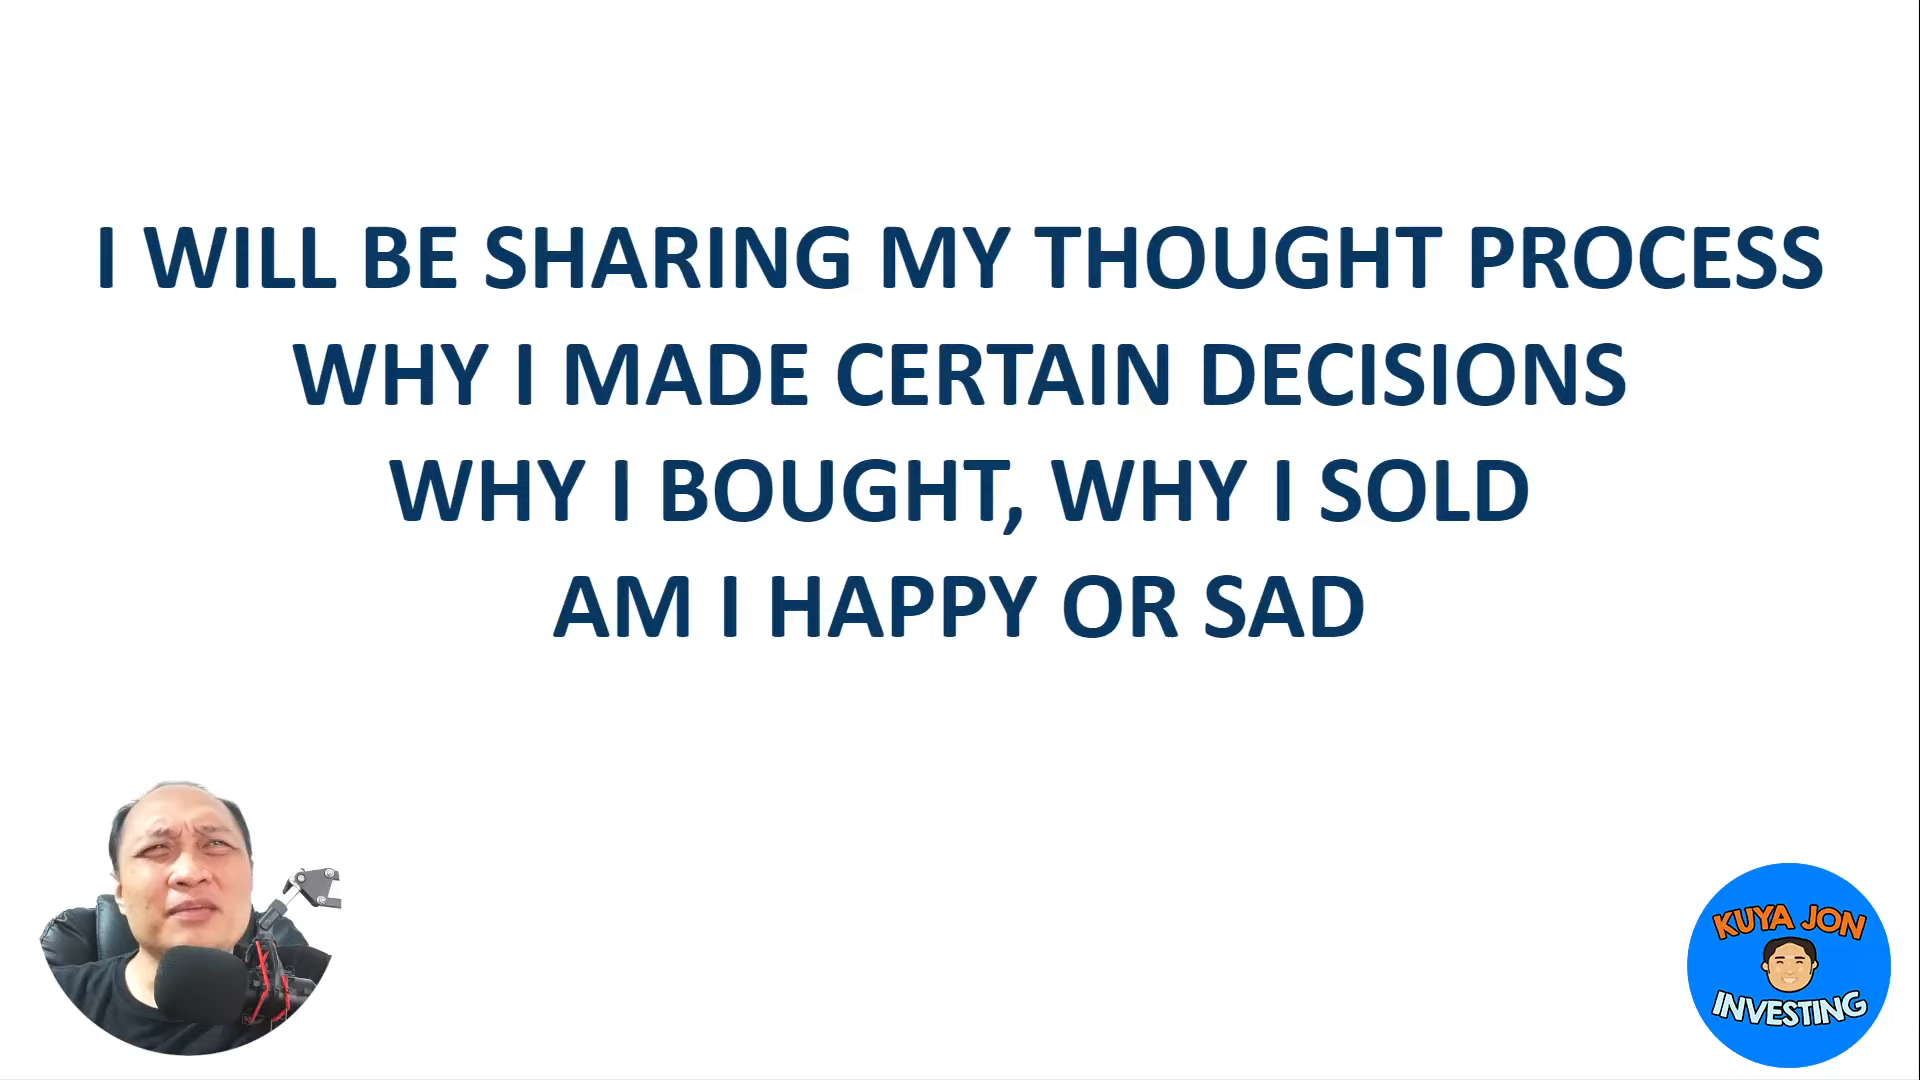 I WILL BE SHARING MY THOUGHT PROCESS
WHY I MADE CERTAIN DECISIONS
WHY I BOUGHT, WHY I SOLD
AM I HAPPY OR SAD
KUYA JON
INVESTING